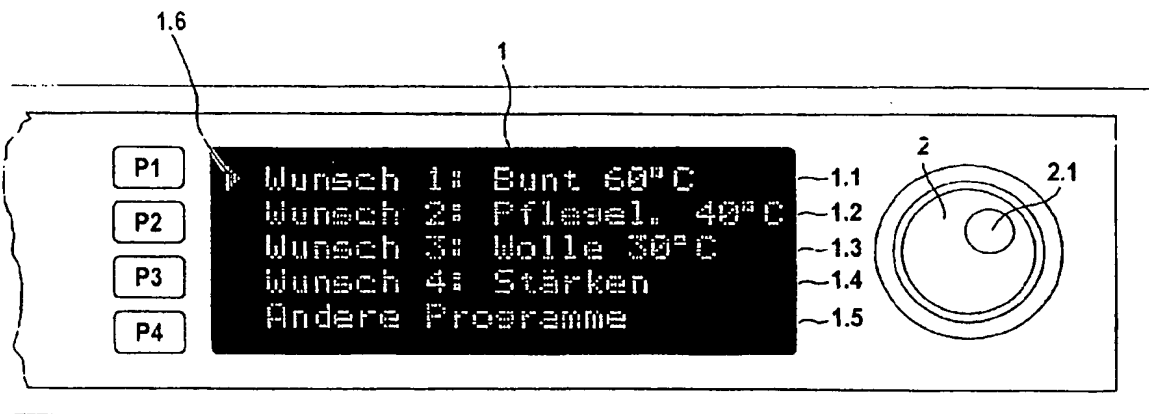 1.6
1
P1
P2
P3
P4
Wunsch 1: Bunt 60°C
Wunsch 2: Pflegel. 40°C
Wunsch 3: Wolle 30°C
Wunsch 4: Stärken
Andere Programme
1.1
1.2
1.3
1.4
1.5
2
2.1